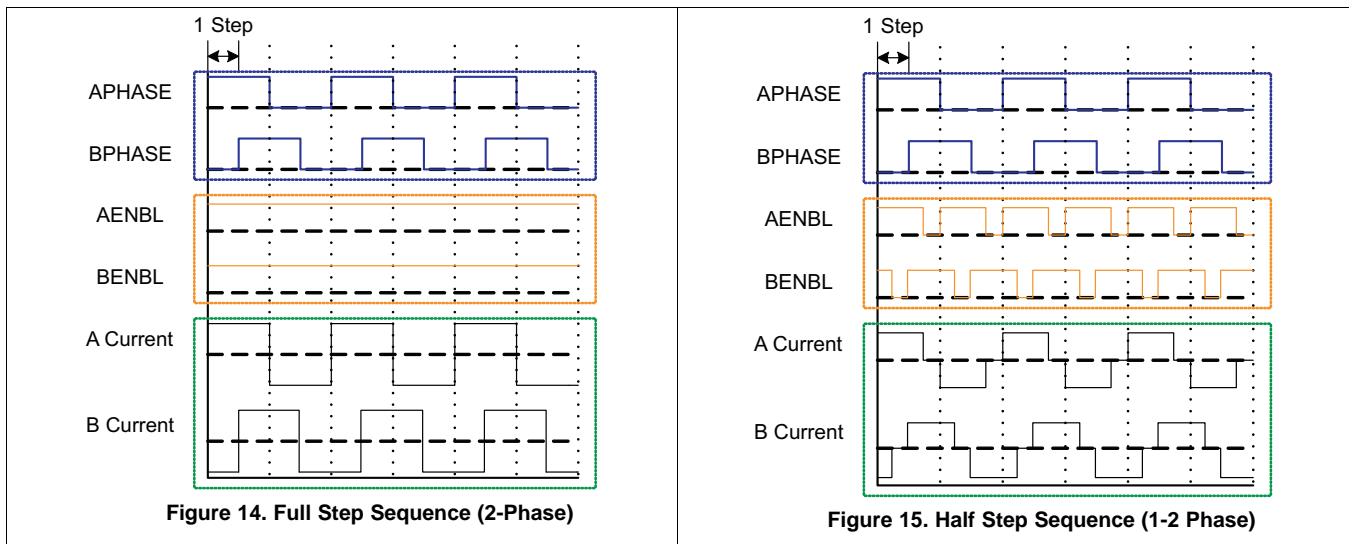 1 Step
APHASE
BPHASE
AENBL
BENBL
A Current
B Current
Figure 14. Full Step Sequence (2-Phase)
1 Step
APHASE
BPHASE
AENBL
BENBL
A Current
B Current
Figure 15. Half Step Sequence (1-2 Phase)